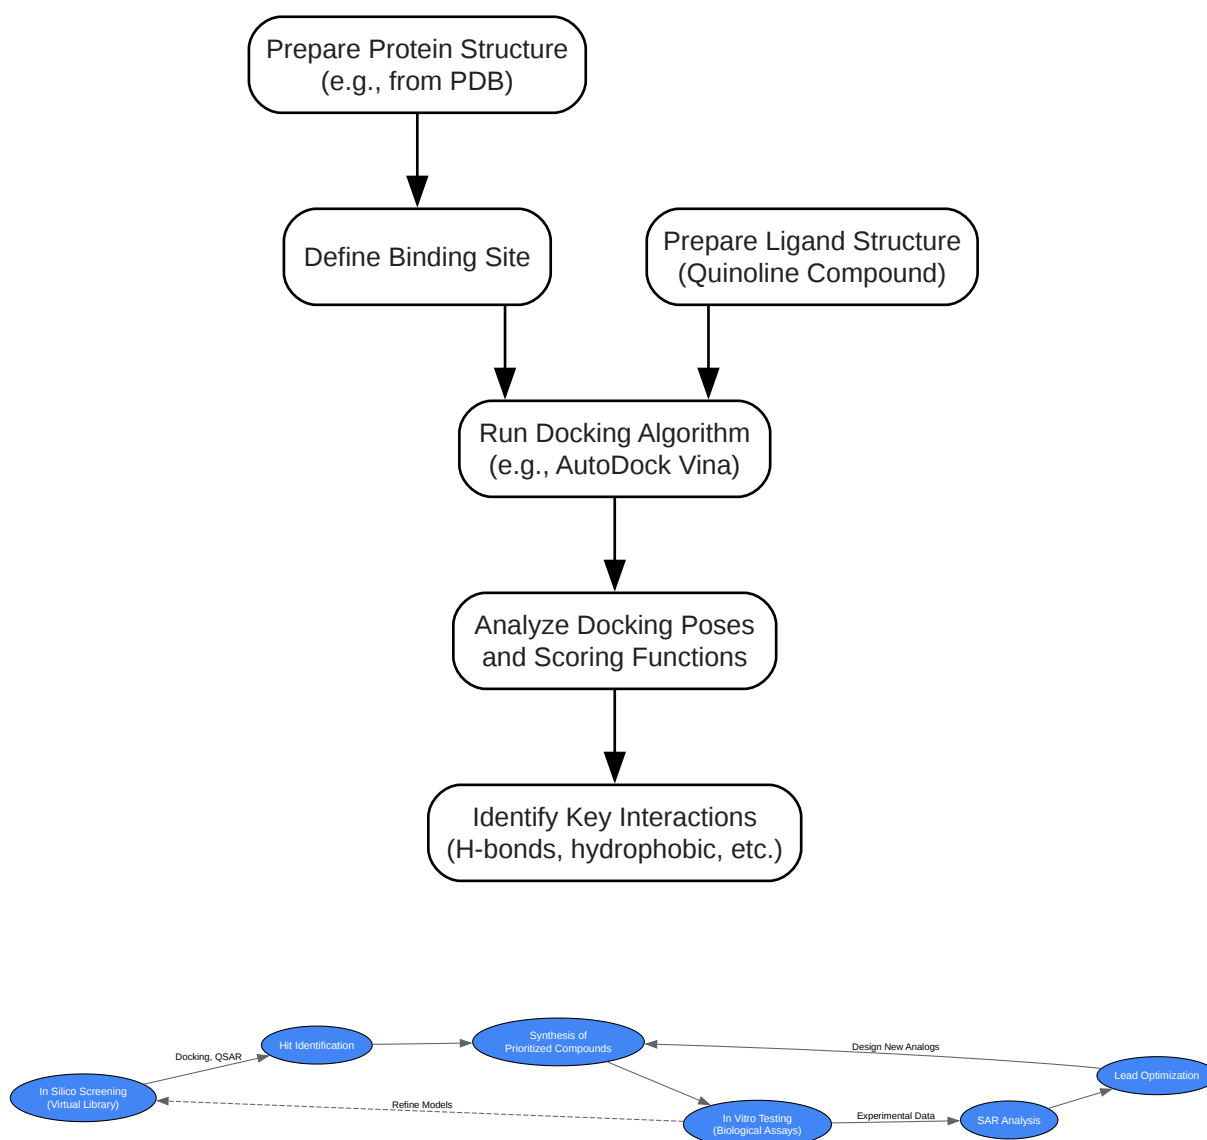 Prepare Protein Structure
(e.g., from PDB)
Define Binding Site
Prepare Ligand Structure
(Quinoline Compound)
Run Docking Algorithm
(e.g., AutoDock Vina)
Analyze Docking Poses
and Scoring Functions
Identify Key Interactions
(H-bonds, hydrophobic, etc.)
In Silico Screening
(Virtual Library)
Docking, QSAR
Hit Identification
Synthesis of
Prioritized Compounds
Refine Models
In Vitro Testing
(Biological Assays)
Experimental Data
SAR Analysis
Design New Analogs
Lead Optimization